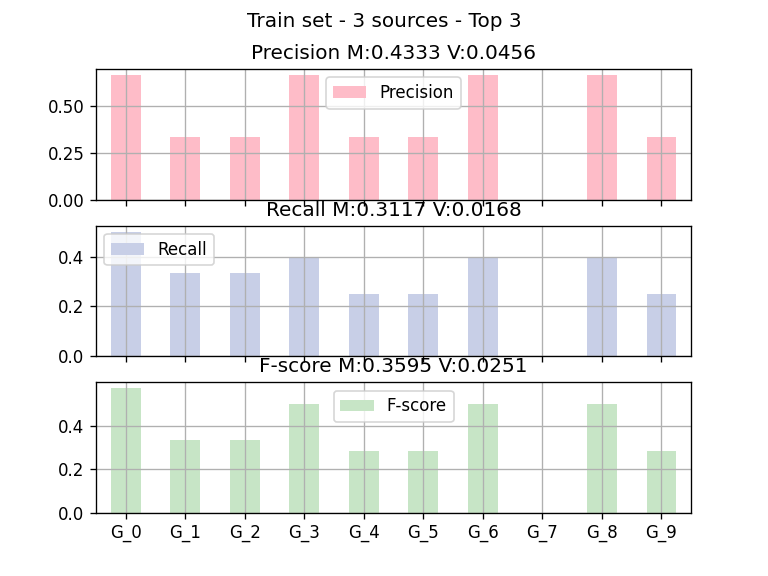 Train set - 3 sources - Top 3
Precision M:0.4333 V:0.0456
Precision
0.50
0.25
0.00
Recall M:0.3117 V:0.0168
Recall
0.4
0.2
0.0
F-score M:0.3595 V:0.0251
F-score
0.4
0.2
0.0
G_0 G_1 G_2 G_3 G_4 G_5 G_6 G_7 G_8 G_9